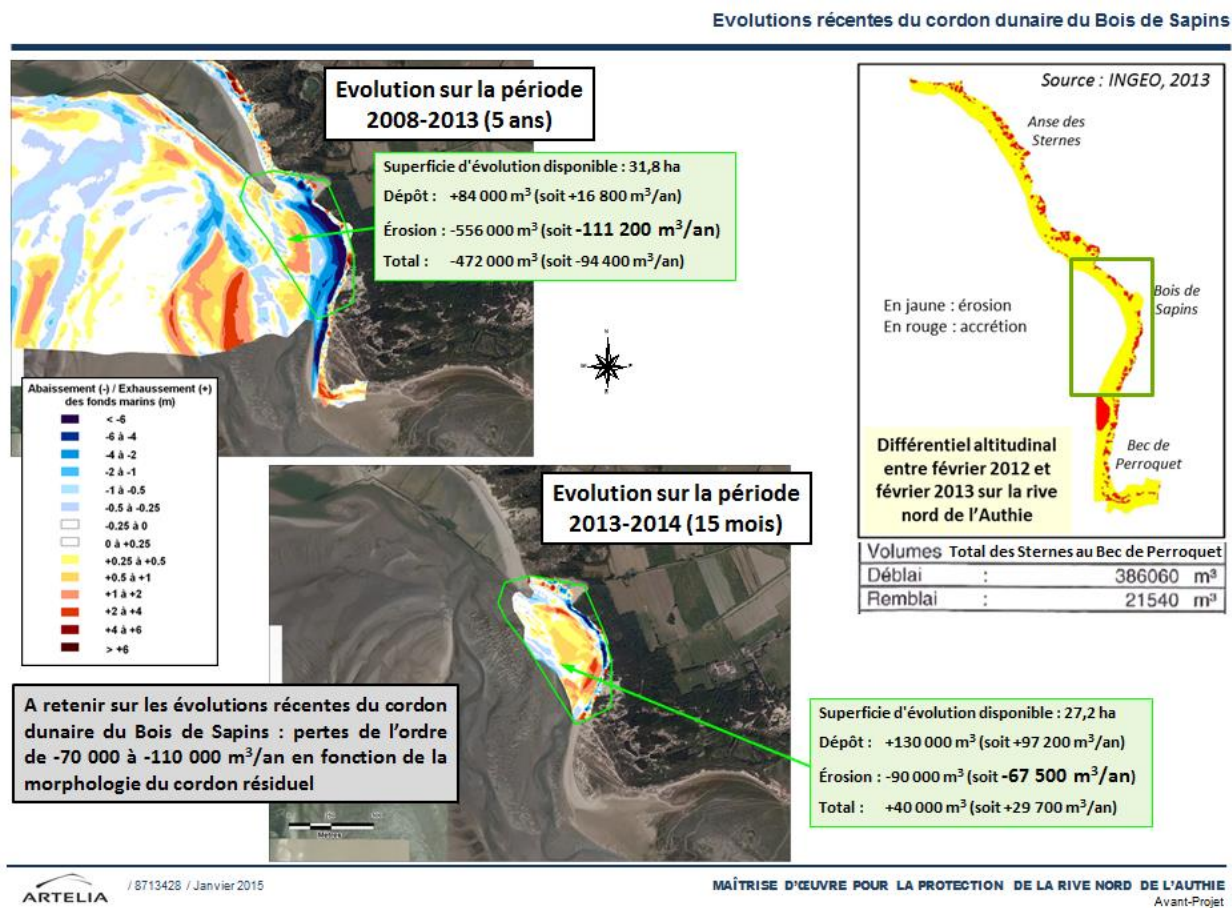 Evolutions récentes du cordon dunaire du Bois de Sapins
Evolution sur la période
2008-2013 (5 ans)
Superficie d'évolution disponible : 31,8 ha
Dépôt : +84 000 m³ (soit +16 800 m³/an)
Érosion : -556 000 m³ (soit -111 200 m³/an)
Total : -472 000 m³ (soit -94 400 m³/an)
Source : INGEO, 2013
Anse des
Sternes
Bois de
Sapins
En jaune : érosion
En rouge : accrétion
Bec de
Perroquet
Différentiel altitudinal
entre février 2012 et
février 2013 sur la rive
nord de l'Authie
Volumes Total des Sternes au Bec de Perroquet
Déblai : 386060 m³
Remblai : 21540 m³
Abaissement (-) / Exhaussement (+)
des fonds marins (m)
< -6
-6 à -4
-4 à -2
-2 à -1
-1 à -0.5
-0.5 à -0.25
-0.25 à 0
0 à +0.25
+0.25 à +0.5
+0.5 à +1
+1 à +2
+2 à +4
+4 à +6
> +6
Evolution sur la période
2013-2014 (15 mois)
A retenir sur les évolutions récentes du cordon
dunaire du Bois de Sapins : pertes de l'ordre
de -70 000 à -110 000 m³/an en fonction de la
morphologie du cordon résiduel
Superficie d'évolution disponible : 27,2 ha
Dépôt : +130 000 m³ (soit +97 200 m³/an)
Érosion : -90 000 m³ (soit -67 500 m³/an)
Total : +40 000 m³ (soit +29 700 m³/an)
Metres
ARTELIA
/ 8713428 / Janvier 2015
MAÎTRISE D'ŒUVRE POUR LA PROTECTION DE LA RIVE NORD DE L'AUTHIE
Avant-Projet